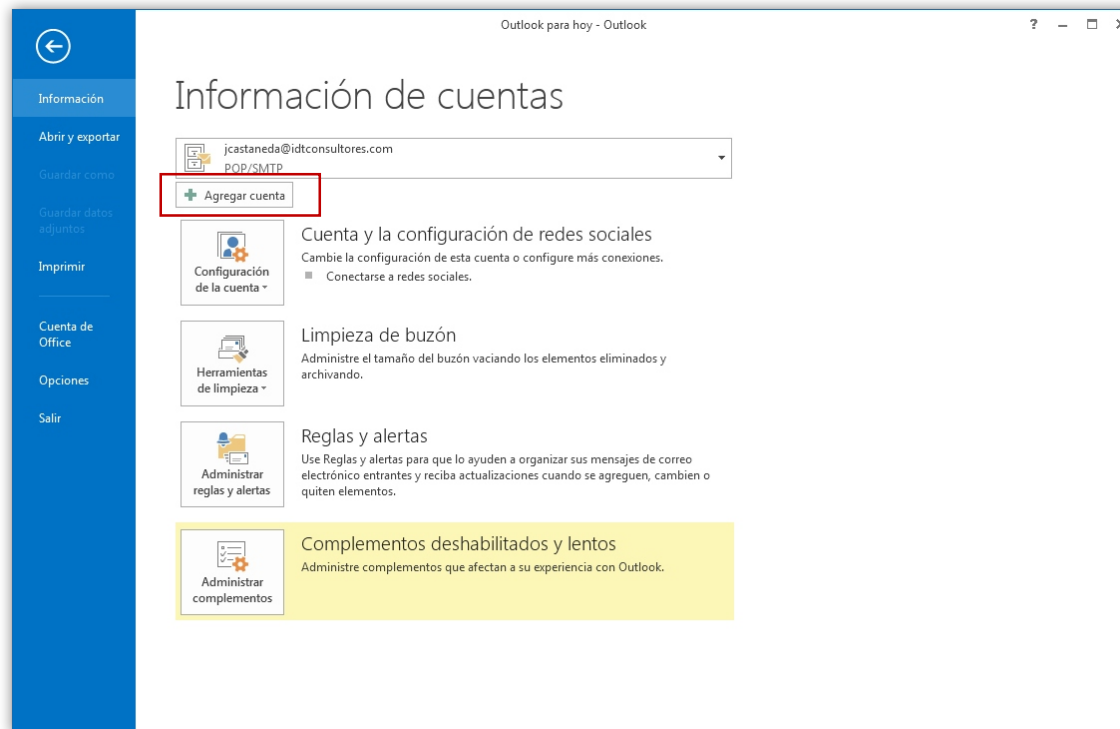 Outlook para hoy - Outlook
?
Información
Abrir y exportar
Guardar como
Guardar datos
adjuntos
Imprimir
Cuenta de
Office
Opciones
Salir
Información de cuentas
jcastaneda@idtconsultores.com
POP/SMTP
Agregar cuenta
Configuración
de la cuenta
Cuenta y la configuración de redes sociales
Cambie la configuración de esta cuenta o configure más conexiones.
Conectarse a redes sociales.
Herramientas
de limpieza
Limpieza de buzón
Administre el tamaño del buzón vaciando los elementos eliminados y
archivando.
Administrar
reglas y alertas
Reglas y alertas
Use Reglas y alertas para que lo ayuden a organizar sus mensajes de correo
electrónico entrantes y reciba actualizaciones cuando se agreguen, cambien o
quiten elementos.
Administrar
complementos
Complementos deshabilitados y lentos
Administre complementos que afectan a su experiencia con Outlook.